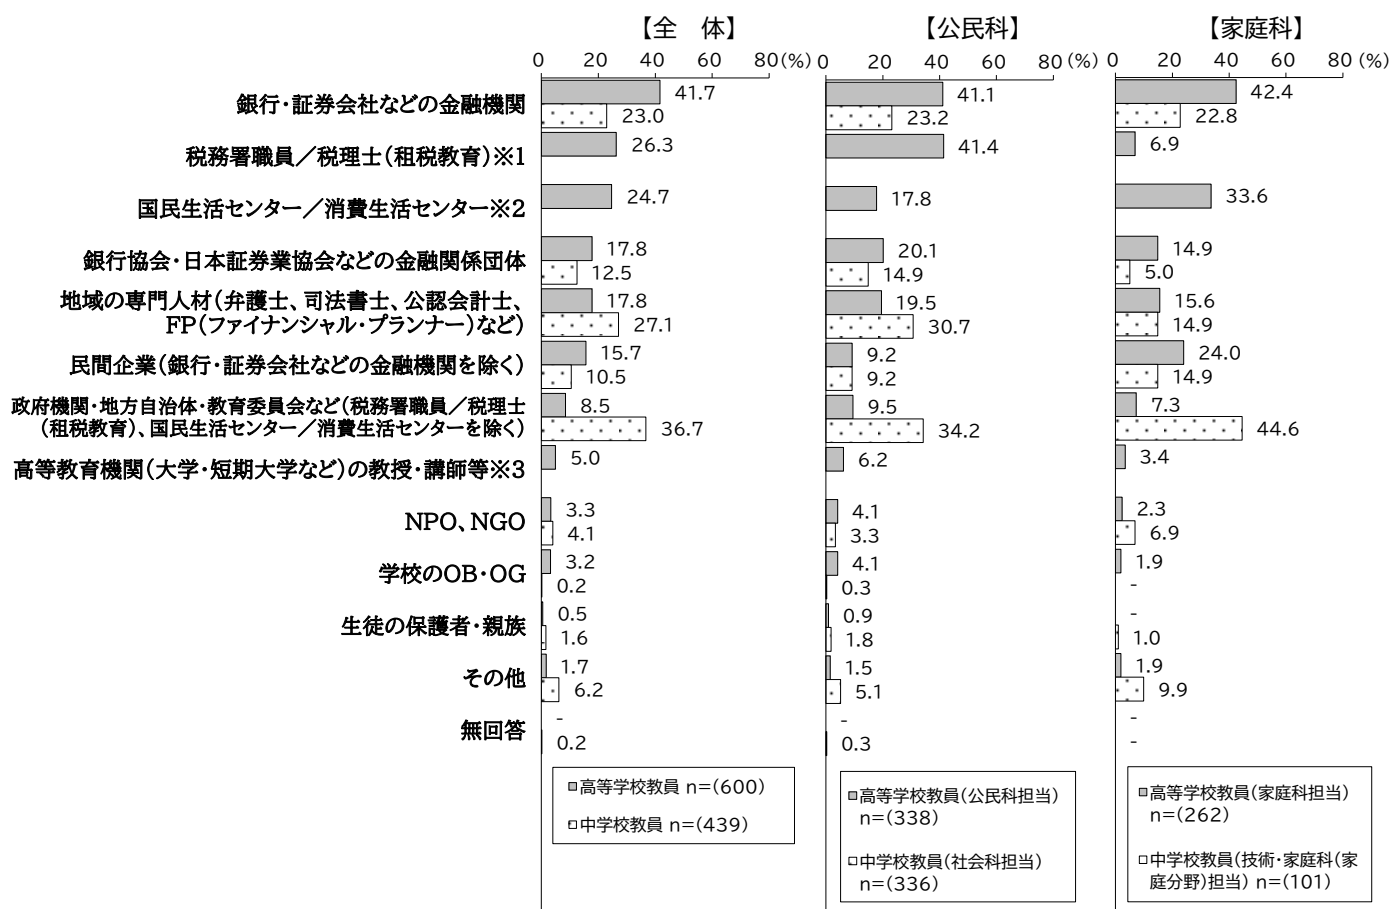 【全　体】
【公民科】
【家庭科】
0 20 40 60 80(%)
0 20 40 60 80(%)
0 20 40 60 80(%)
銀行・証券会社などの金融機関
41.7 41.1 42.4
23.0 23.2 22.8
税務署職員／税理士（租税教育）※1
26.3 41.4 6.9
国民生活センター／消費生活センター※2
24.7 17.8 33.6
銀行協会・日本証券業協会などの金融関係団体
17.8 20.1 14.9
12.5 14.9 5.0
地域の専門人材（弁護士、司法書士、公認会計士、
FP（ファイナンシャル・プランナー）など）
17.8 19.5 15.6
27.1 30.7 14.9
民間企業（銀行・証券会社などの金融機関を除く）
15.7 9.2 24.0
10.5 9.2 14.9
政府機関・地方自治体・教育委員会など（税務署職員／税理士
（租税教育）、国民生活センター／消費生活センターを除く）
8.5 9.5 7.3
36.7 34.2 44.6
高等教育機関（大学・短期大学など）の教授・講師等※3
5.0 6.2 3.4
NPO、NGO
3.3 4.1 2.3
4.1 3.3 6.9
学校のOB・OG
3.2 4.1 1.9
0.2 0.3 -
生徒の保護者・親族
0.5 0.9 -
1.6 1.8 1.0
その他
1.7 1.5 1.9
6.2 5.1 9.9
無回答
- - -
0.2 0.3 -
高等学校教員 n=(600)
中学校教員 n=(439)
高等学校教員（公民科担当）
n=(338)
中学校教員（社会科担当）
n=(336)
高等学校教員（家庭科担当）
n=(262)
中学校教員（技術・家庭科（家
庭分野）担当） n=(101)